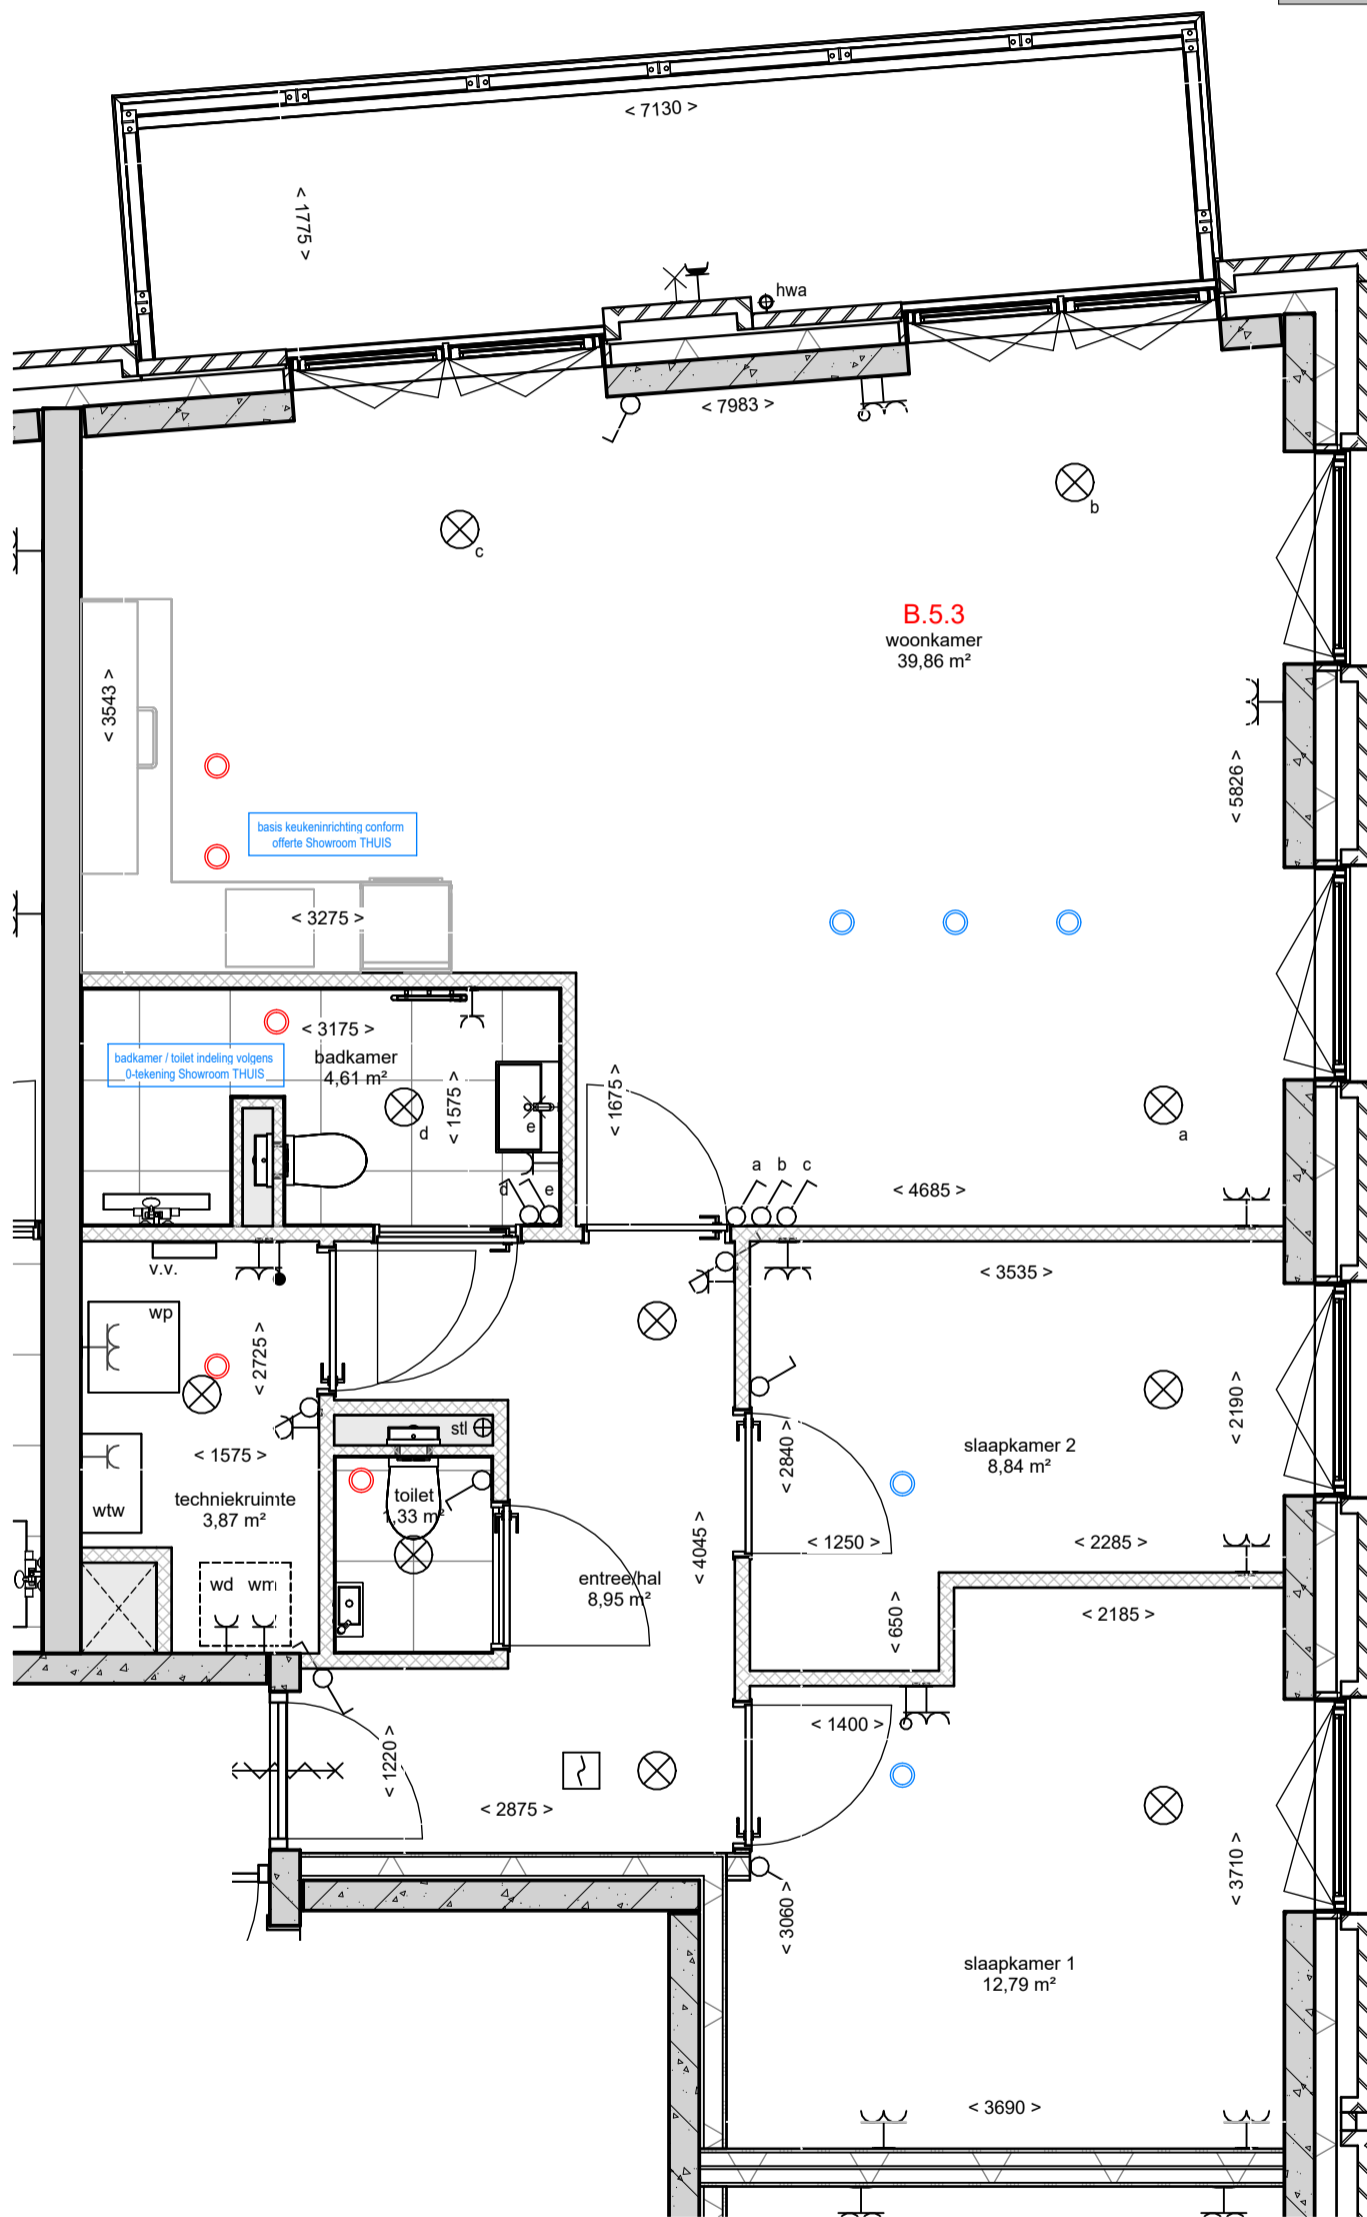 < 7130 >
< 1775 >
hwa
< 7983 >
c
b
B.5.3
woonkamer
39,86 m²
< 3543 >
< 5826 >
basis keukeninrichting conform
offerte Showroom THUIS
< 3275 >
< 3175 >
badkamer
4,61 m²
badkamer / toilet indeling volgens
0-tekening Showroom THUIS
< 1575 >
d
e
< 1675 >
a
a b c
d e
< 4685 >
< 3535 >
v.v.
wp
< 2725 >
< 2190 >
stl
< 2840 >
slaapkamer 2
8,84 m²
< 1575 >
techniekruimte
3,87 m²
wtw
toilet
1,33 m²
< 4045 >
< 1250 >
< 2285 >
wd wm
entree/hal
8,95 m²
< 650 >
< 2185 >
< 1400 >
< 1220 >
< 2875 >
< 3710 >
< 3060 >
slaapkamer 1
12,79 m²
< 3690 >